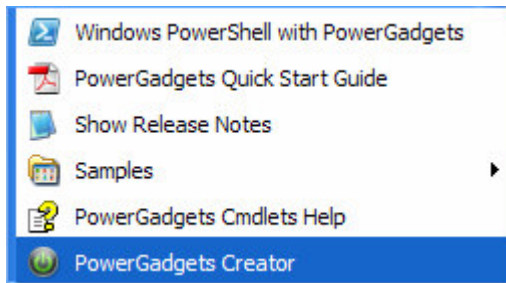 Windows PowerShell with PowerGadgets
PowerGadgets Quick Start Guide
Show Release Notes
Samples
PowerGadgets Cmdlets Help
PowerGadgets Creator